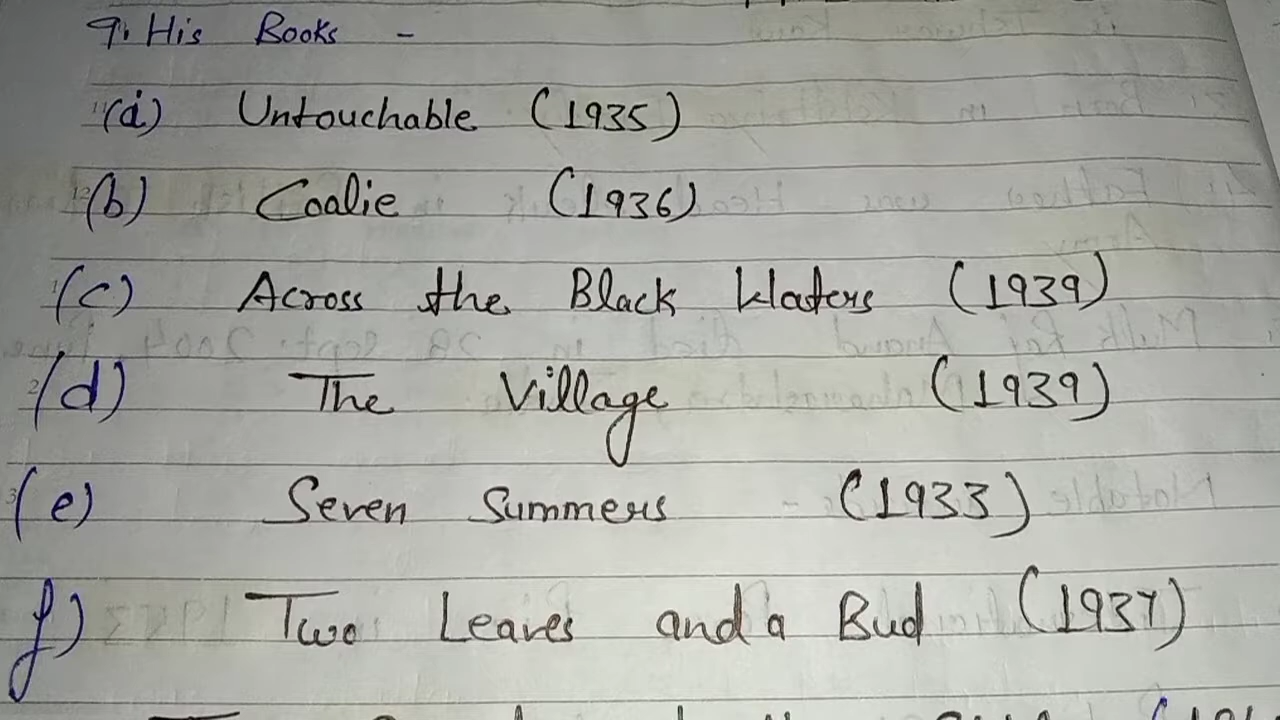 9. His Books -
(a) Untouchable (1935)
(b) Coalie (1936)
(c) Across the Black Waters (1939)
(d) The Village (1939)
(e) Seven Summers (1933)
f) Two Leaves and a Bud (1937)